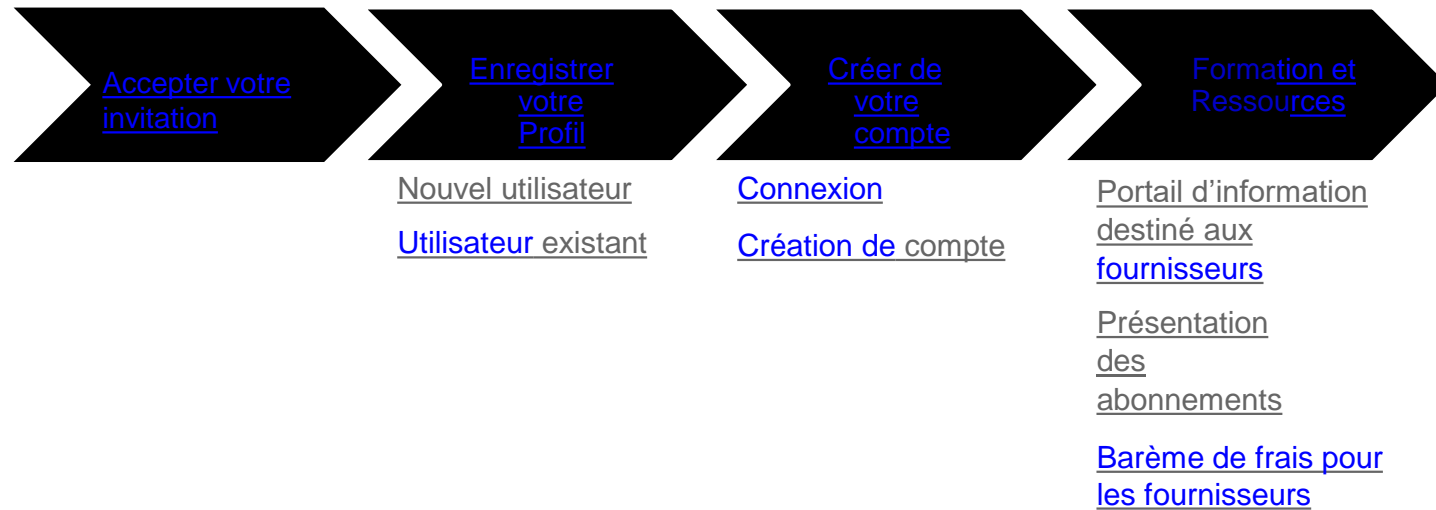 Accepter votre
invitation
Enregistrer
votre
Profil
Créer de
votre
compte
Formation et
Ressources
Nouvel utilisateur
Utilisateur existant
Connexion
Création de compte
Portail d’information
destiné aux
fournisseurs
Présentation
des
abonnements
Barème de frais pour
les fournisseurs